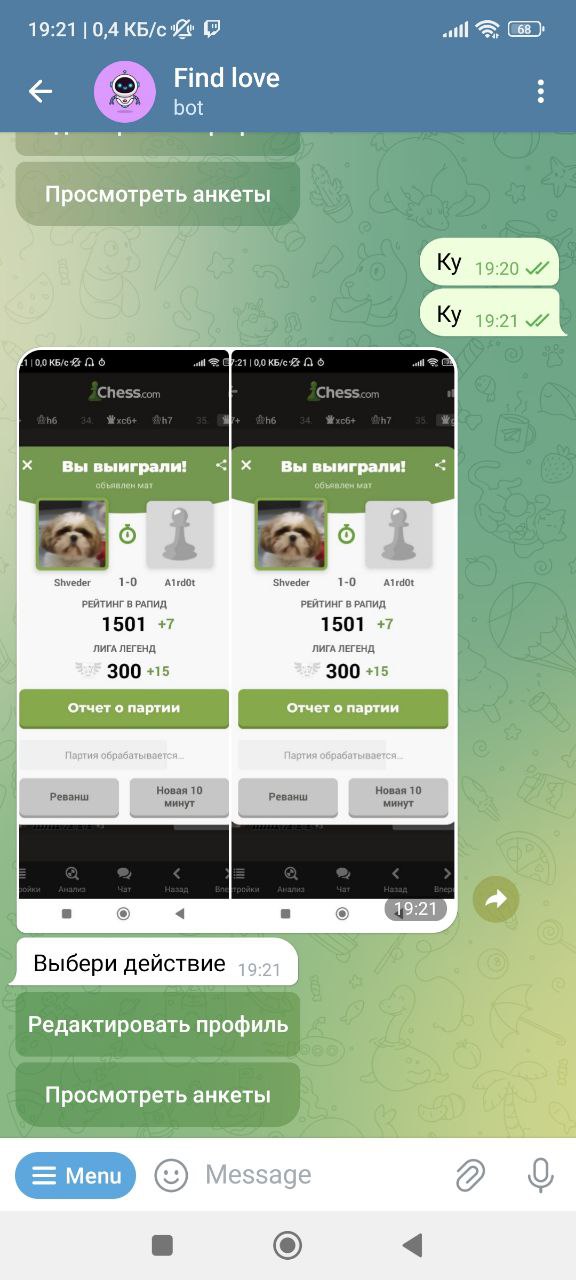 19:21 | 0,4 КБ/с
68
Find love
bot
Просмотреть анкеты
Ку 19:20
Ку 19:21
21 | 0,0 КБ/с 7:21 | 0,0 КБ/с
Chess.com Chess.com
h6 34. xc6+ h7 35. 7+ h6 34. xc6+ h7 35.
Вы выиграли! Вы выиграли!
объявлен мат объявлен мат
Shveder 1-0 A1rd0t Shveder 1-0 A1rd0t
РЕЙТИНГ В РАПИД РЕЙТИНГ В РАПИД
1501 +7 1501 +7
ЛИГА ЛЕГЕНД ЛИГА ЛЕГЕНД
300 +15 300 +15
Отчет о партии Отчет о партии
Партия обрабатывается... Партия обрабатывается...
Реванш Новая 10 минут Реванш Новая 10 минут
ройки Анализ Чат Назад Впе тройки Анализ Чат Назад Впере
19:21
Выбери действие 19:21
Редактировать профиль
Просмотреть анкеты
Menu Message